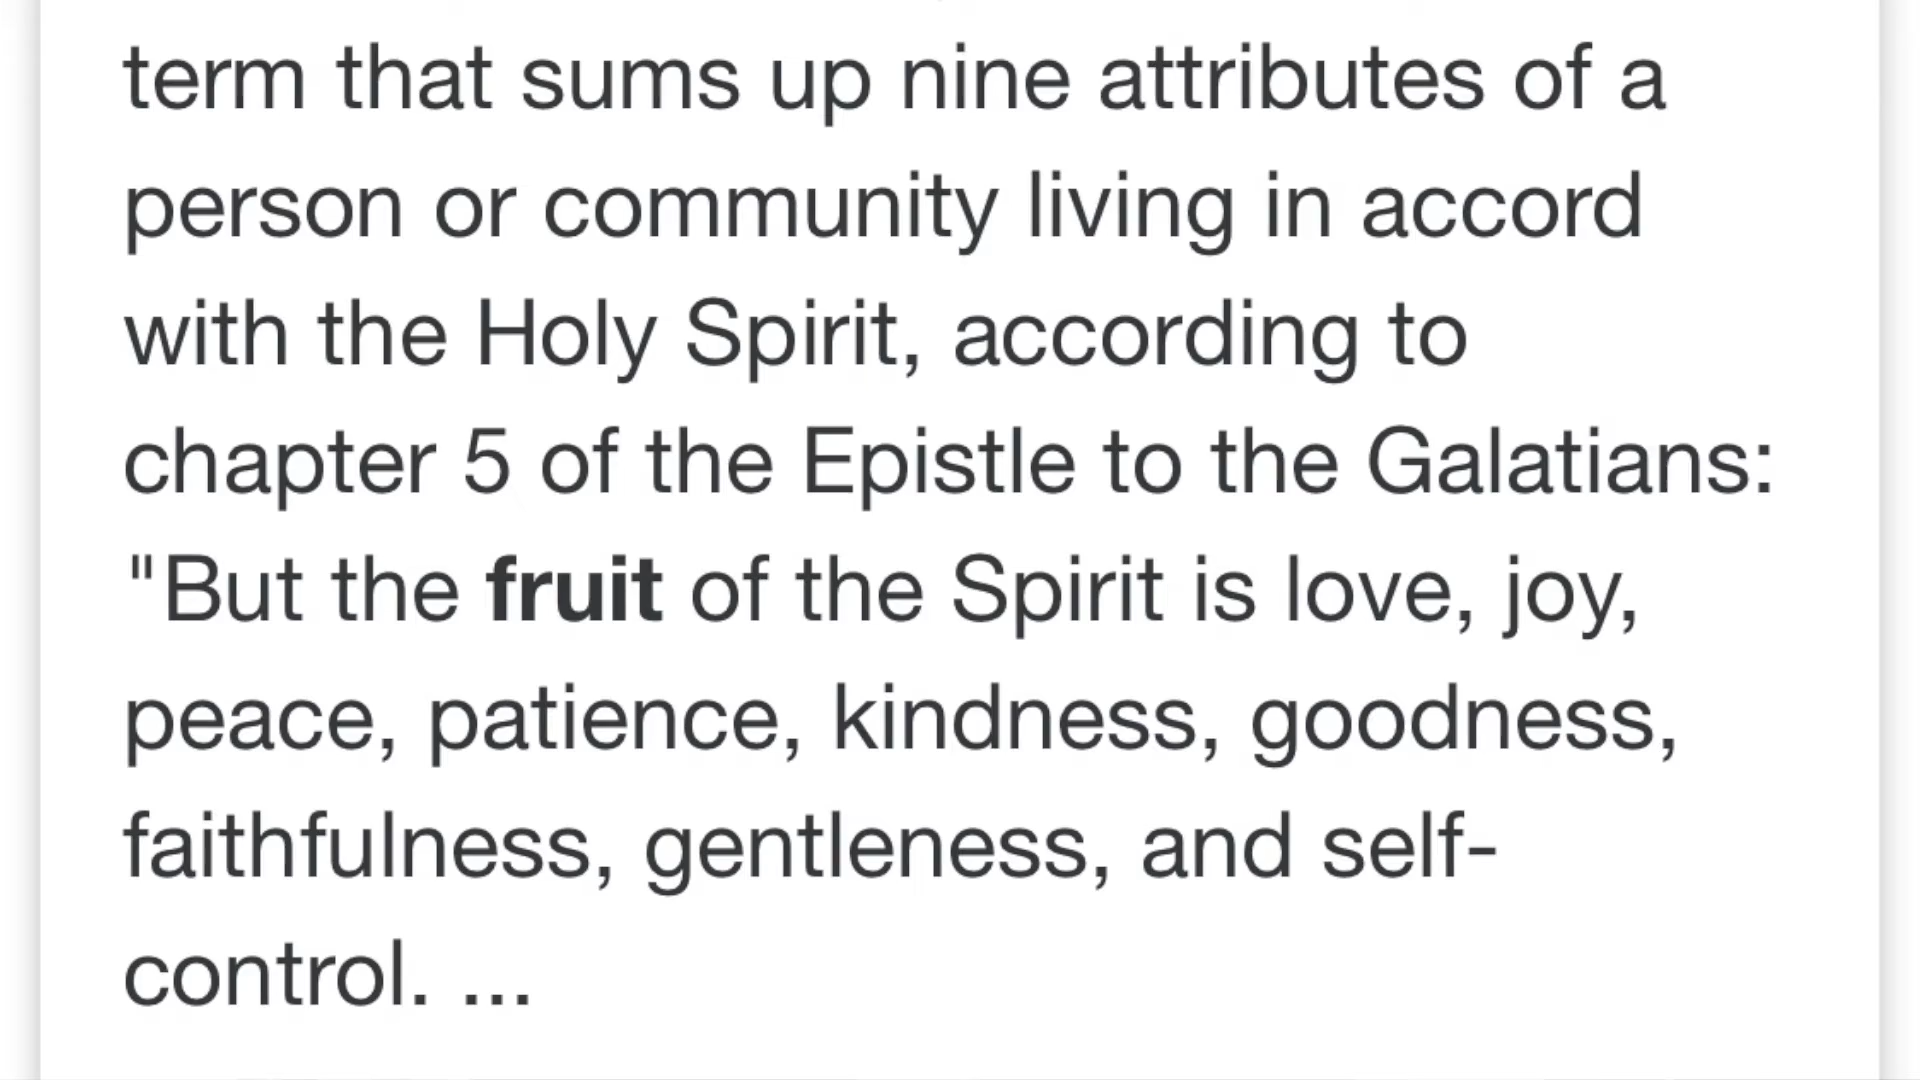 term that sums up nine attributes of a
person or community living in accord
with the Holy Spirit, according to
chapter 5 of the Epistle to the Galatians:
"But the fruit of the Spirit is love, joy,
peace, patience, kindness, goodness,
faithfulness, gentleness, and self-
control. ...